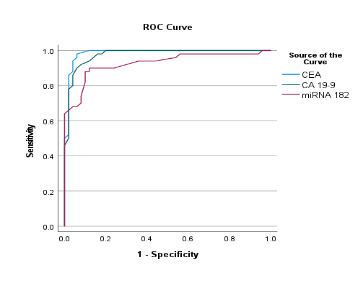 ROC Curve
Source of the
Curve
CEA
CA 19-9
miRNA 182
Sensitivity
1.0
0.8
0.6
0.4
0.2
0.0
0.0 0.2 0.4 0.6 0.8 1.0
1 - Specificity